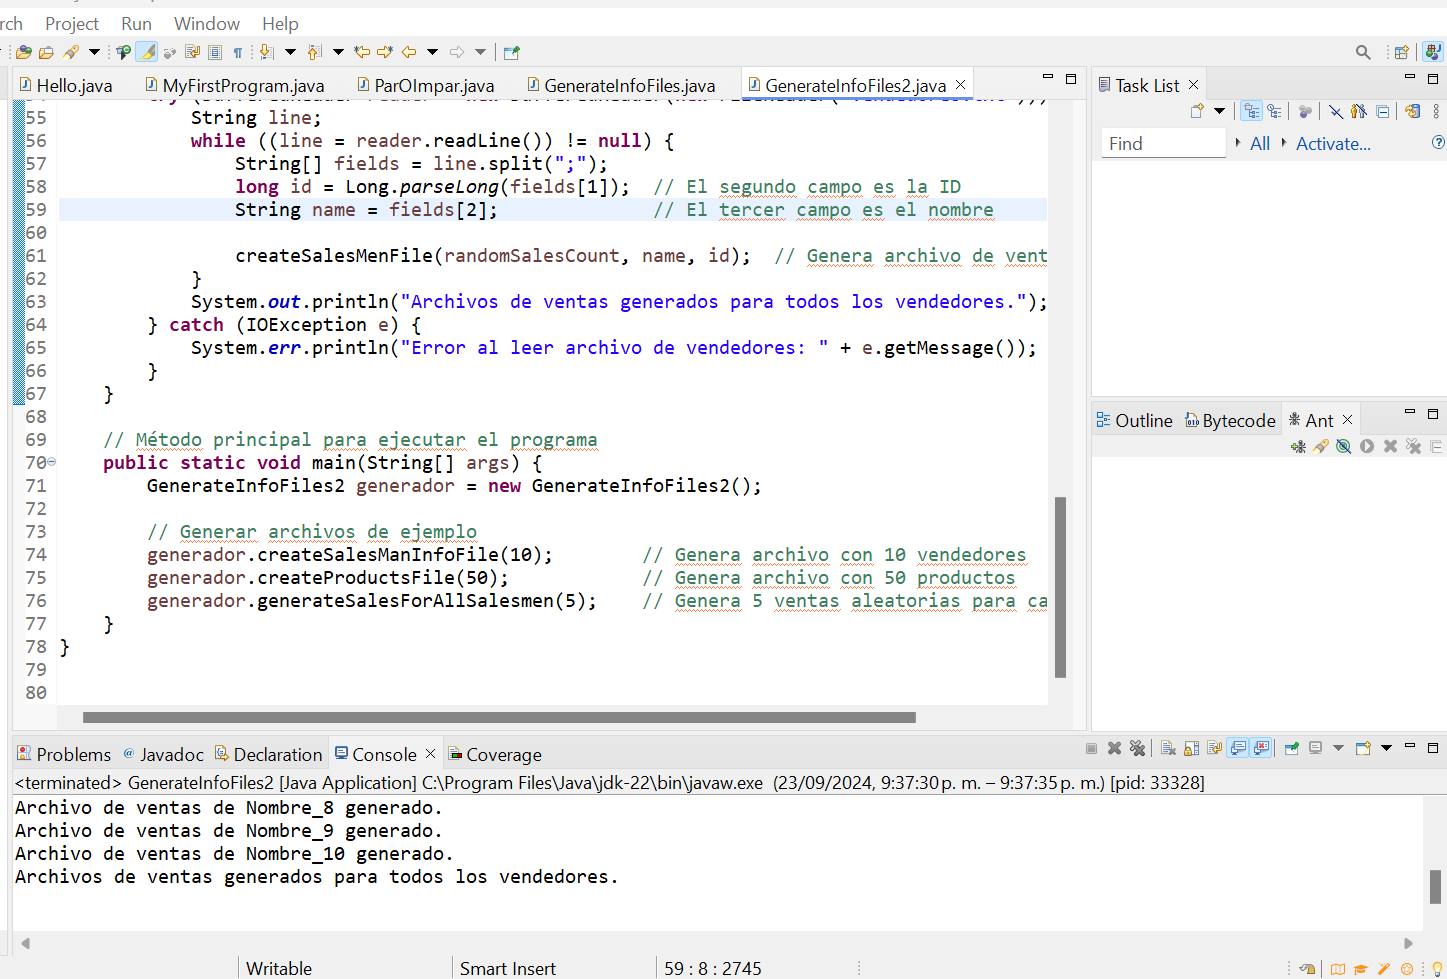 rch Project Run Window Help
Hello.java MyFirstProgram.java ParOImpar.java GenerateInfoFiles.java GenerateInfoFiles2.java
Task List
Find All Activate...
55 String line;
56 while ((line = reader.readLine()) != null) {
57 String[] fields = line.split(";");
58 long id = Long.parseLong(fields[1]); // El segundo campo es la ID
59 String name = fields[2]; // El tercer campo es el nombre
60
61 createSalesMenFile(randomSalesCount, name, id); // Genera archivo de vent
62 }
63 System.out.println("Archivos de ventas generados para todos los vendedores.");
64 } catch (IOException e) {
65 System.err.println("Error al leer archivo de vendedores: " + e.getMessage());
66 }
67 }
68
69 // Método principal para ejecutar el programa
70 public static void main(String[] args) {
71 GenerateInfoFiles2 generador = new GenerateInfoFiles2();
72
73 // Generar archivos de ejemplo
74 generador.createSalesManInfoFile(10); // Genera archivo con 10 vendedores
75 generador.createProductsFile(50); // Genera archivo con 50 productos
76 generador.generateSalesForAllSalesmen(5); // Genera 5 ventas aleatorias para ca
77 }
78 }
79
80
Outline Bytecode Ant
Problems Javadoc Declaration Console Coverage
<terminated> GenerateInfoFiles2 [Java Application] C:\Program Files\Java\jdk-22\bin\javaw.exe (23/09/2024, 9:37:30 p. m. – 9:37:35 p. m.) [pid: 33328]
Archivo de ventas de Nombre_8 generado.
Archivo de ventas de Nombre_9 generado.
Archivo de ventas de Nombre_10 generado.
Archivos de ventas generados para todos los vendedores.
Writable Smart Insert 59 : 8 : 2745